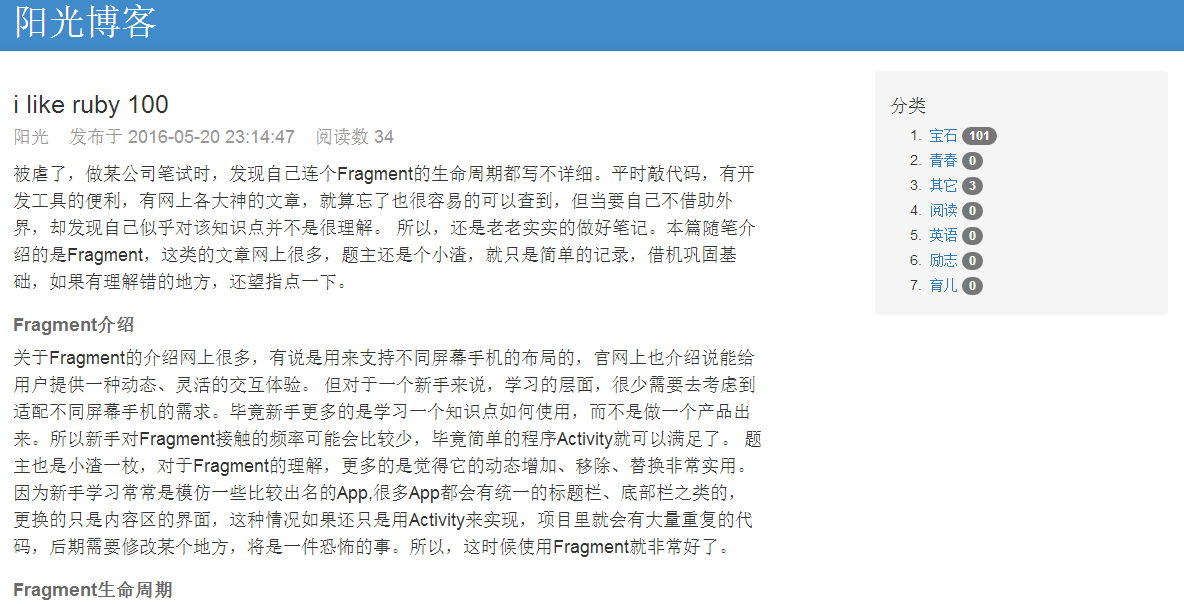 阳光博客
i like ruby 100
阳光 发布于 2016-05-20 23:14:47 阅读数 34
被虐了，做某公司笔试时，发现自己连个Fragment的生命周期都写不详细。平时敲代码，有开
发工具的便利，有网上各大神的文章，就算忘了也很容易的可以查到，但当要自己不借助外
界，却发现自己似乎对该知识点并不是很理解。 所以，还是老老实实的做好笔记。本篇随笔介
绍的是Fragment，这类的文章网上很多，题主还是个小渣，就只是简单的记录，借机巩固基
础，如果有理解错的地方，还望指点一下。
Fragment介绍
关于Fragment的介绍网上很多，有说是用来支持不同屏幕手机的布局的，官网上也介绍说能给
用户提供一种动态、灵活的交互体验。 但对于一个新手来说，学习的层面，很少需要去考虑到
适配不同屏幕手机的需求。毕竟新手更多的是学习一个知识点如何使用，而不是做一个产品出
来。所以新手对Fragment接触的频率可能会比较少，毕竟简单的程序Activity就可以满足了。 题
主也是小渣一枚，对于Fragment的理解，更多的是觉得它的动态增加、移除、替换非常实用。
因为新手学习常常是模仿一些比较出名的App,很多App都会有统一的标题栏、底部栏之类的，
更换的只是内容区的界面，这种情况如果还只是用Activity来实现，项目里就会有大量重复的代
码，后期需要修改某个地方，将是一件恐怖的事。所以，这时候使用Fragment就非常好了。
Fragment生命周期
分类
1. 宝石 101
2. 青春 0
3. 其它 3
4. 阅读 0
5. 英语 0
6. 励志 0
7. 育儿 0